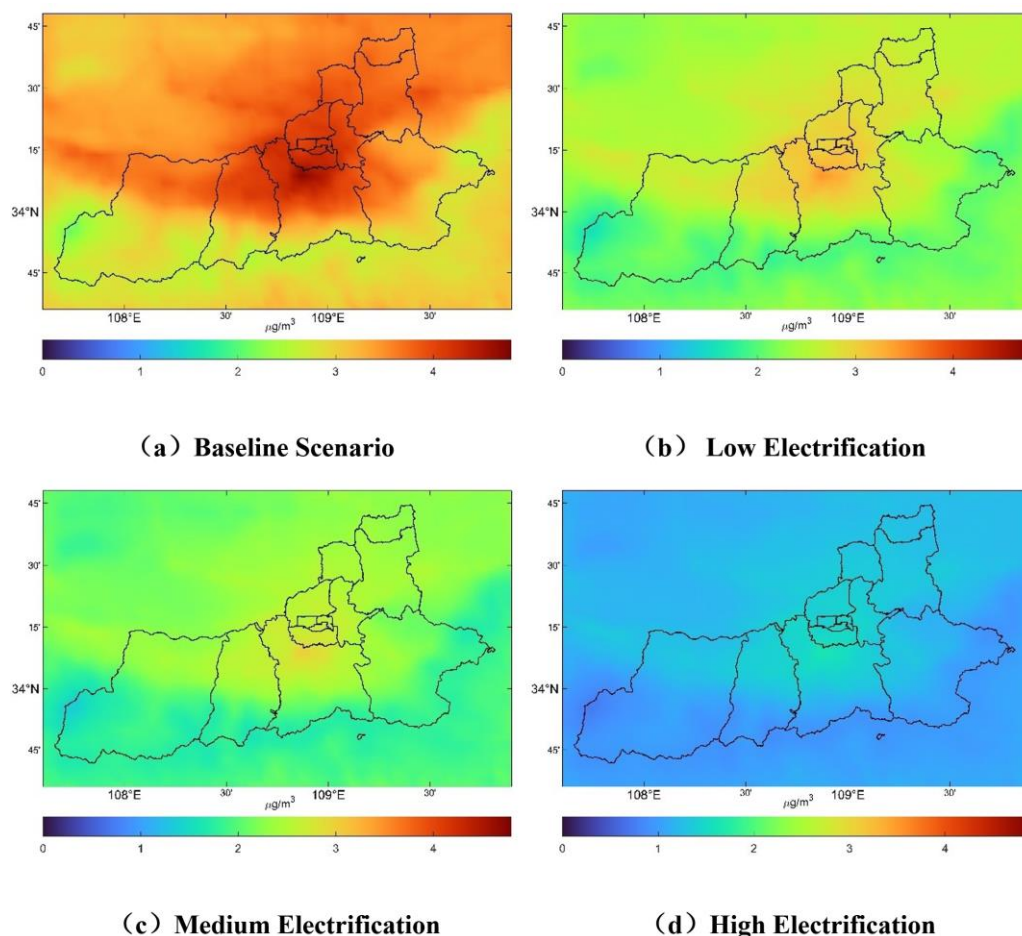 45'
30'
15'
34°N
45'
108°E 30' 109°E 30'
μg/m³
0 1 2 3 4
（a）Baseline Scenario
45'
30'
15'
34°N
45'
108°E 30' 109°E 30'
μg/m³
0 1 2 3 4
（b） Low Electrification
45'
30'
15'
34°N
45'
108°E 30' 109°E 30'
μg/m³
0 1 2 3 4
（c）Medium Electrification
45'
30'
15'
34°N
45'
108°E 30' 109°E 30'
μg/m³
0 1 2 3 4
（d）High Electrification